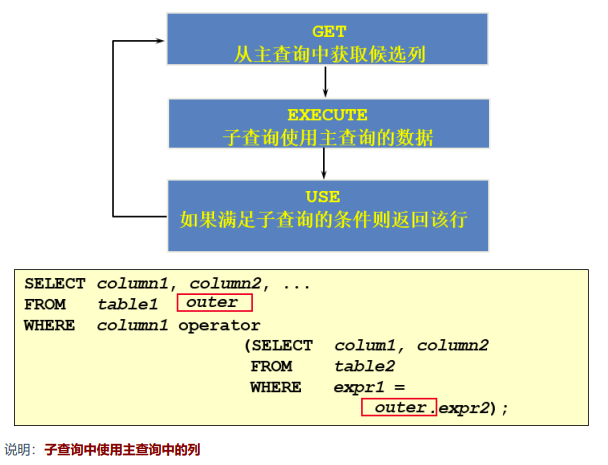 GET
从主查询中获取候选列
EXECUTE
子查询使用主查询的数据
USE
如果满足子查询的条件则返回该行
SELECT column1, column2, ...
FROM table1 outer
WHERE column1 operator
(SELECT colum1, column2
FROM table2
WHERE expr1 =
outer.expr2);
说明：子查询中使用主查询中的列